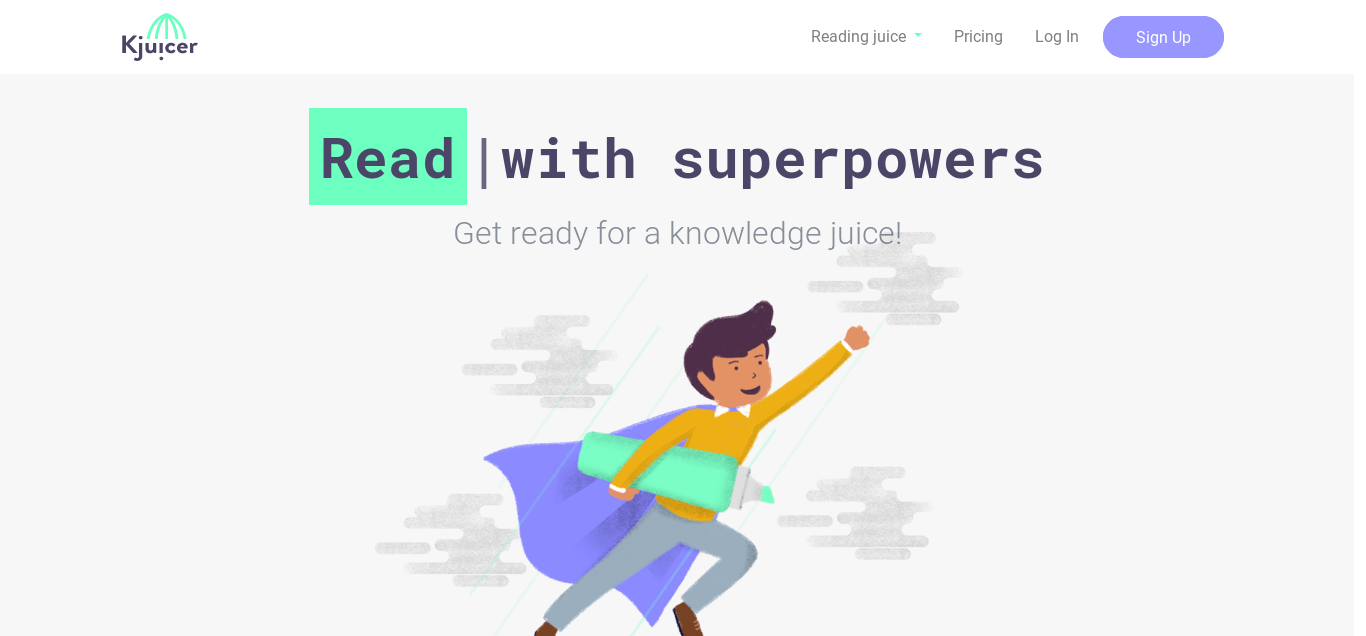 Kjuicer
Reading juice
Pricing
Log In
Sign Up
Read|with superpowers
Get ready for a knowledge juice!